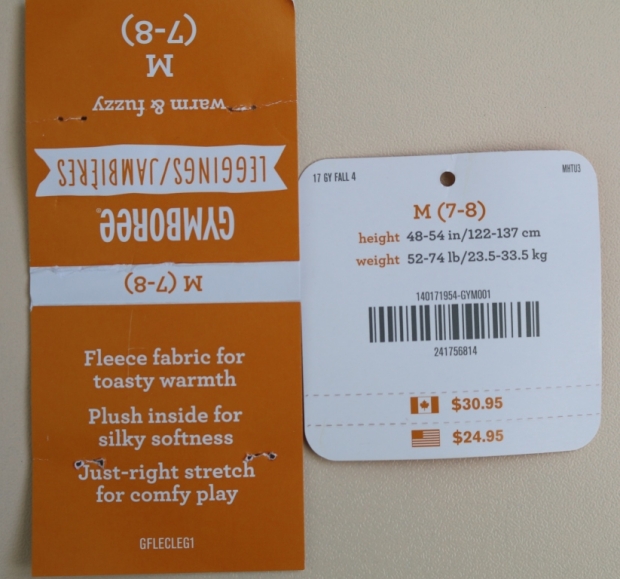 M
(7-8)
warm & fuzzy
LEGGINGS/JAMBIÈRES
GYMBOREE®
M (7-8)
Fleece fabric for
toasty warmth
Plush inside for
silky softness
Just-right stretch
for comfy play
GFLECLEG1
17 GY FALL 4
MHTU3
M (7-8)
height 48-54 in/122-137 cm
weight 52-74 lb/23.5-33.5 kg
140171954-GYM001
241756814
$30.95
$24.95